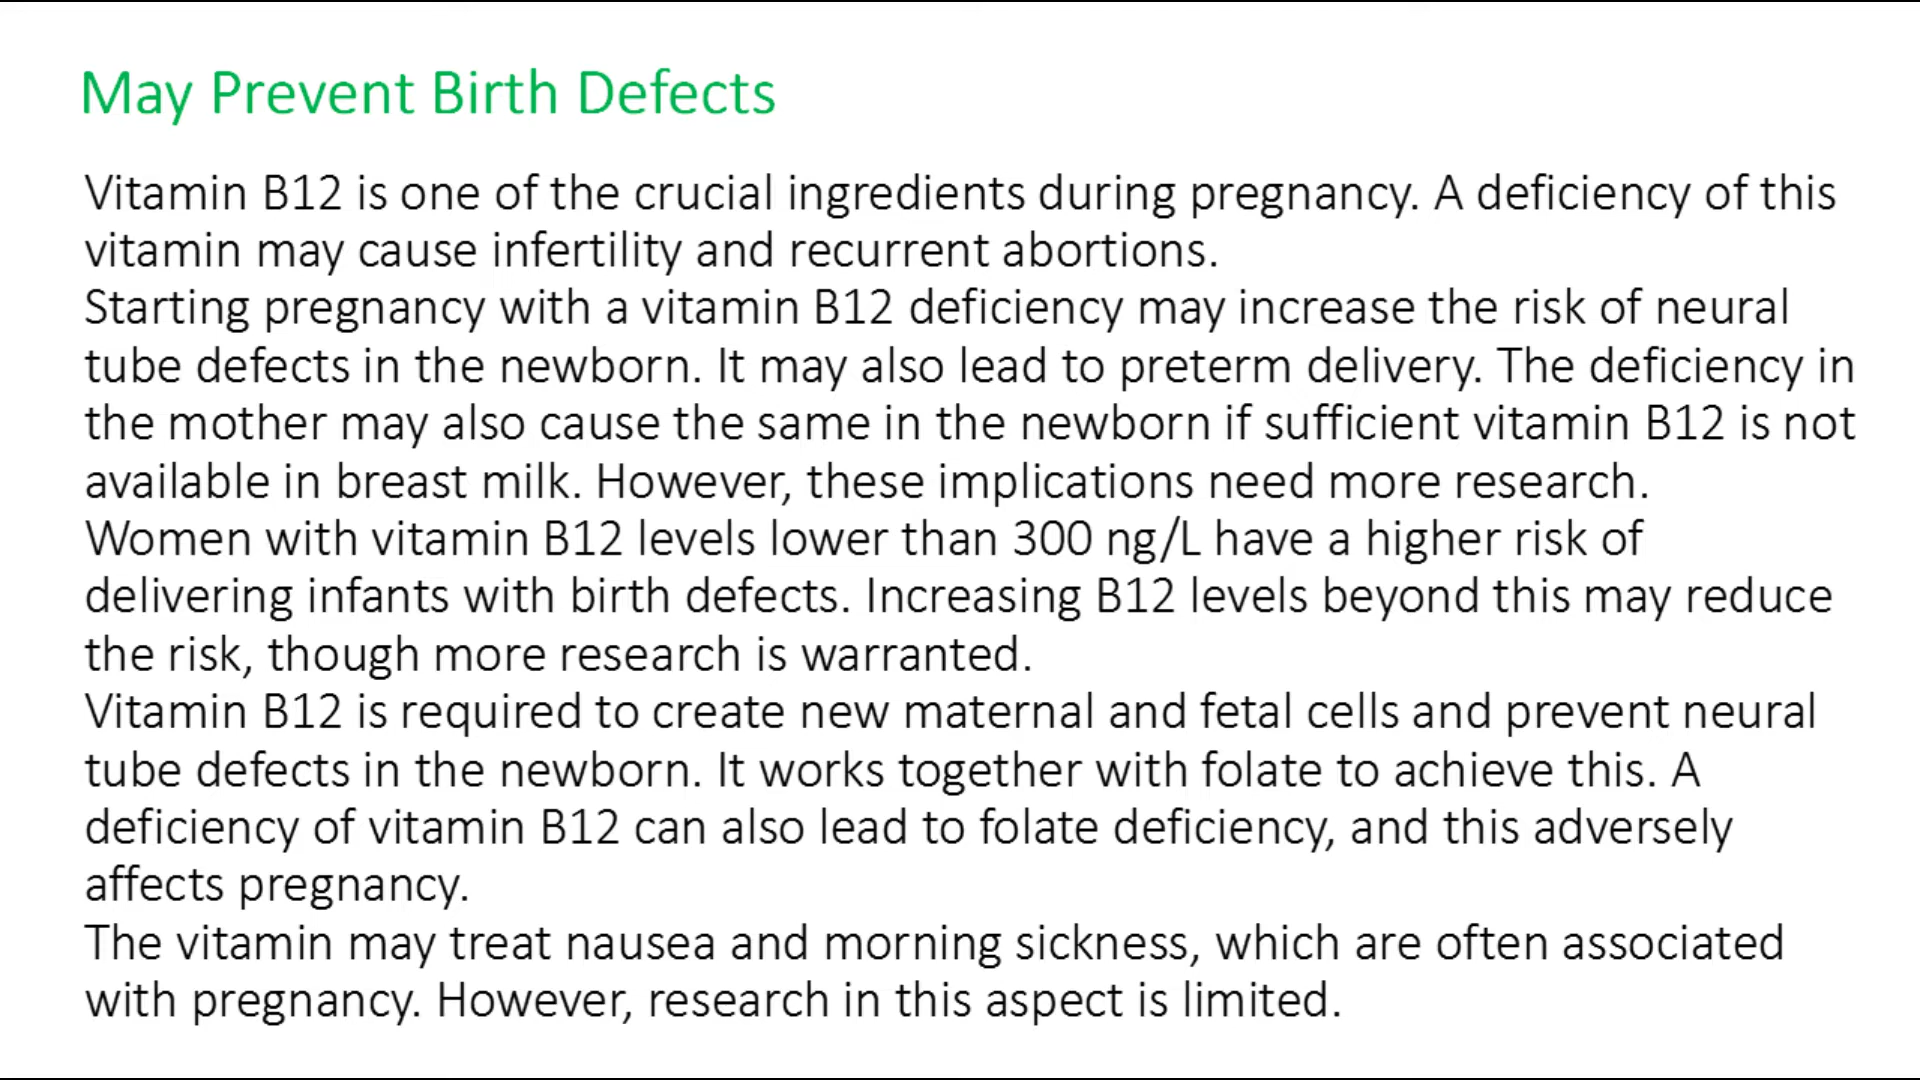 May Prevent Birth Defects
Vitamin B12 is one of the crucial ingredients during pregnancy. A deficiency of this
vitamin may cause infertility and recurrent abortions.
Starting pregnancy with a vitamin B12 deficiency may increase the risk of neural
tube defects in the newborn. It may also lead to preterm delivery. The deficiency in
the mother may also cause the same in the newborn if sufficient vitamin B12 is not
available in breast milk. However, these implications need more research.
Women with vitamin B12 levels lower than 300 ng/L have a higher risk of
delivering infants with birth defects. Increasing B12 levels beyond this may reduce
the risk, though more research is warranted.
Vitamin B12 is required to create new maternal and fetal cells and prevent neural
tube defects in the newborn. It works together with folate to achieve this. A
deficiency of vitamin B12 can also lead to folate deficiency, and this adversely
affects pregnancy.
The vitamin may treat nausea and morning sickness, which are often associated
with pregnancy. However, research in this aspect is limited.